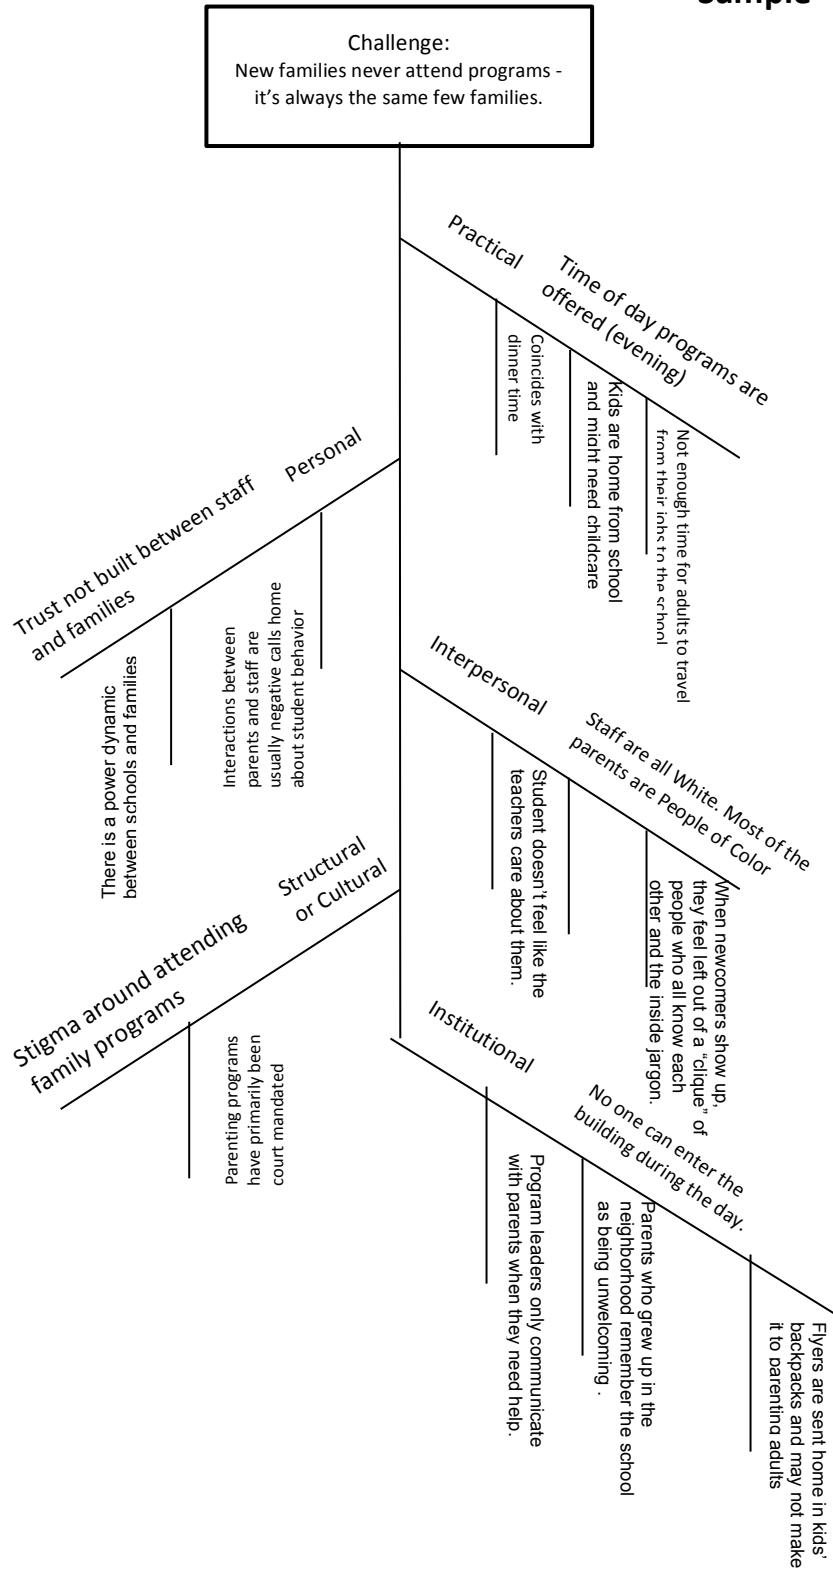 Sample
Challenge:
New families never attend programs -
it's always the same few families.
Practical
Time of day programs are
offered (evening)
Coincides with
dinner time
Kids are home from school
and might need childcare
Not enough time for adults to travel
from their jobs to the school
Personal
Trust not built between staff
and families
Interactions between
parents and staff are
usually negative calls home
about student behavior
There is a power dynamic
between schools and families
Interpersonal
Staff are all White. Most of the
parents are People of Color
Student doesn't feel like the
teachers care about them.
When newcomers show up,
they feel left out of a “clique” of
people who all know each
other and the inside jargon.
Structural
or Cultural
Stigma around attending
family programs
Parenting programs
have primarily been
court mandated
Institutional
No one can enter the
building during the day.
Program leaders only communicate
with parents when they need help.
Parents who grew up in the
neighborhood remember the school
as being unwelcoming .
Flyers are sent home in kids'
backpacks and may not make
it to parenting adults